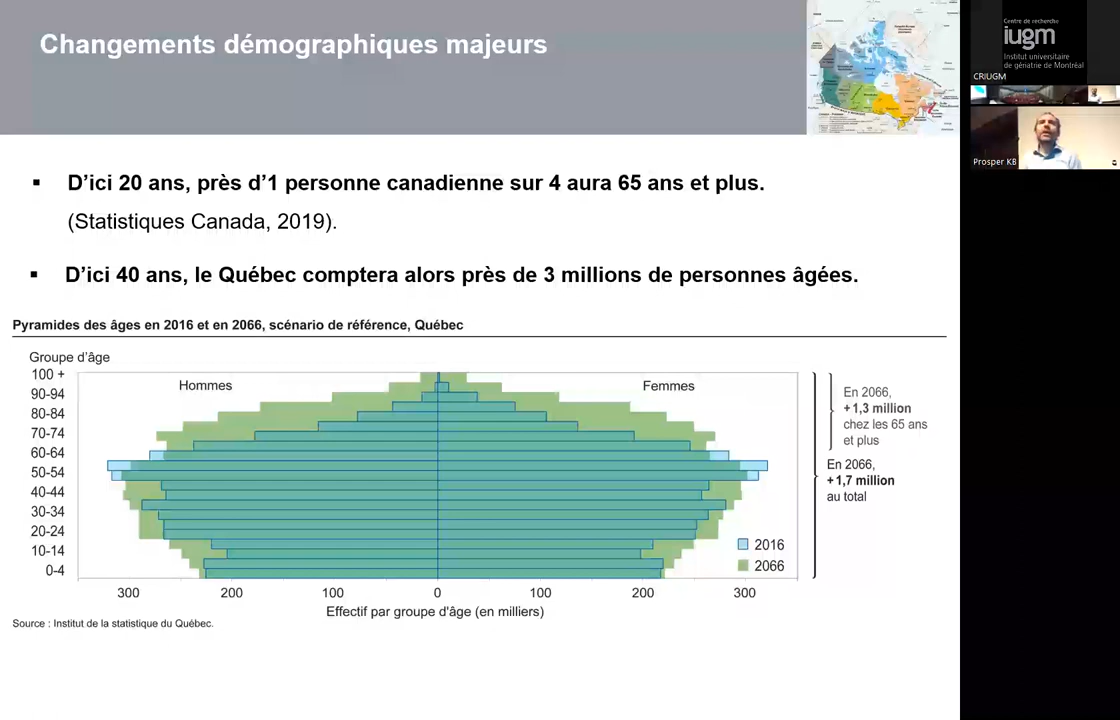 Changements démographiques majeurs
▪ D’ici 20 ans, près d’1 personne canadienne sur 4 aura 65 ans et plus.
(Statistiques Canada, 2019).
▪ D’ici 40 ans, le Québec comptera alors près de 3 millions de personnes âgées.
Pyramides des âges en 2016 et en 2066, scénario de référence, Québec
Groupe d’âge
100 +
90-94
80-84
70-74
60-64
50-54
40-44
30-34
20-24
10-14
0-4
Hommes
Femmes
2016
2066
300 200 100 0 100 200 300
Effectif par groupe d'âge (en milliers)
En 2066,
+ 1,3 million
chez les 65 ans
et plus
En 2066,
+ 1,7 million
au total
Source : Institut de la statistique du Québec.
Centre de recherche
iugm
Institut universitaire
de gériatrie de Montréal
CRIUGM
Prosper KB